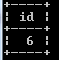 +------+
| id   |
+------+
|    6 |
+------+